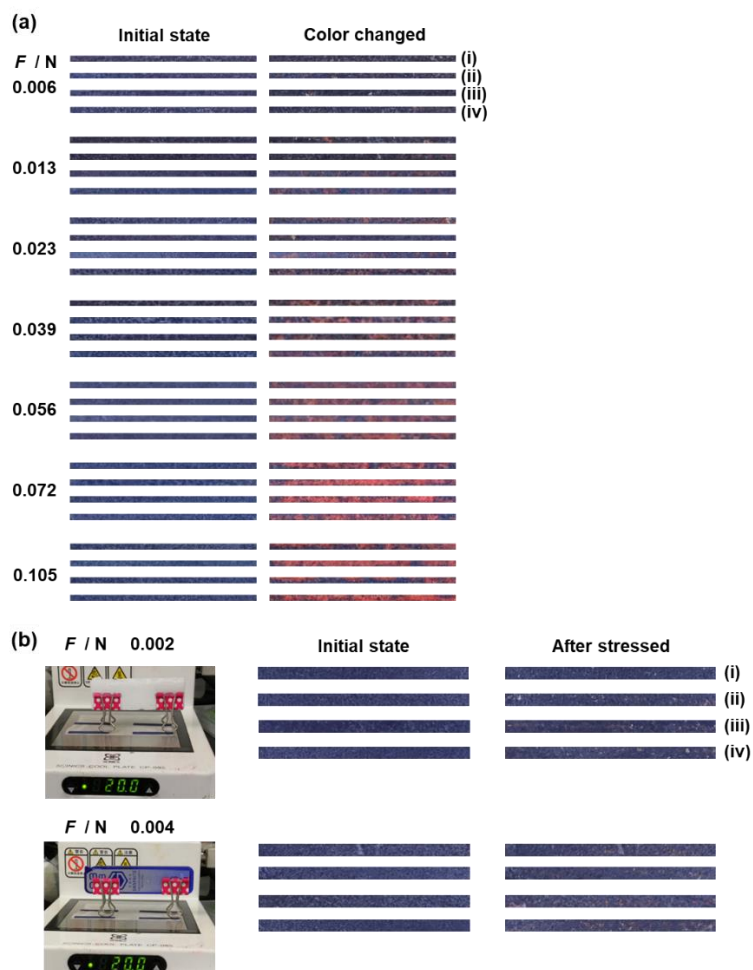 (a)
Initial state Color changed
F / N
(i)
(ii)
0.006
(iii)
(iv)
0.013
0.023
0.039
0.056
0.072
0.105
(b)
F / N 0.002 Initial state After stressed
(i)
(ii)
(iii)
(iv)
20.0
F / N 0.004
20.0